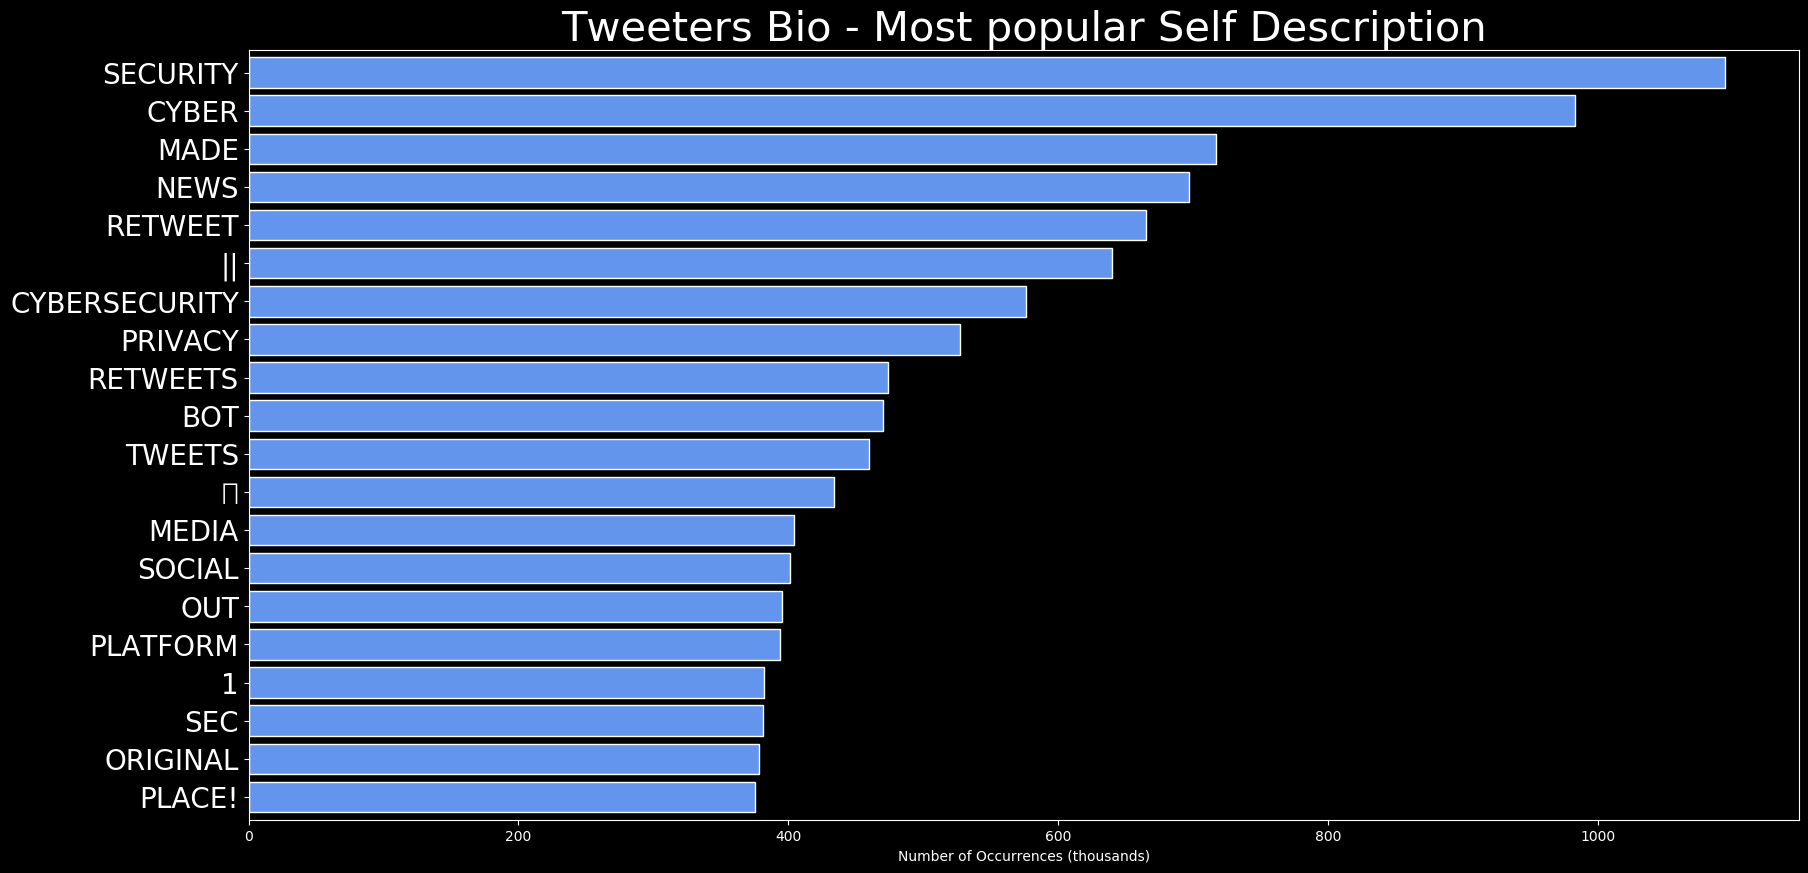 Tweeters Bio - Most popular Self Description
SECURITY
CYBER
MADE
NEWS
RETWEET
||
CYBERSECURITY
PRIVACY
RETWEETS
BOT
TWEETS
MEDIA
SOCIAL
OUT
PLATFORM
1
SEC
ORIGINAL
PLACE!
0 200 400 600 800 1000
Number of Occurrences (thousands)